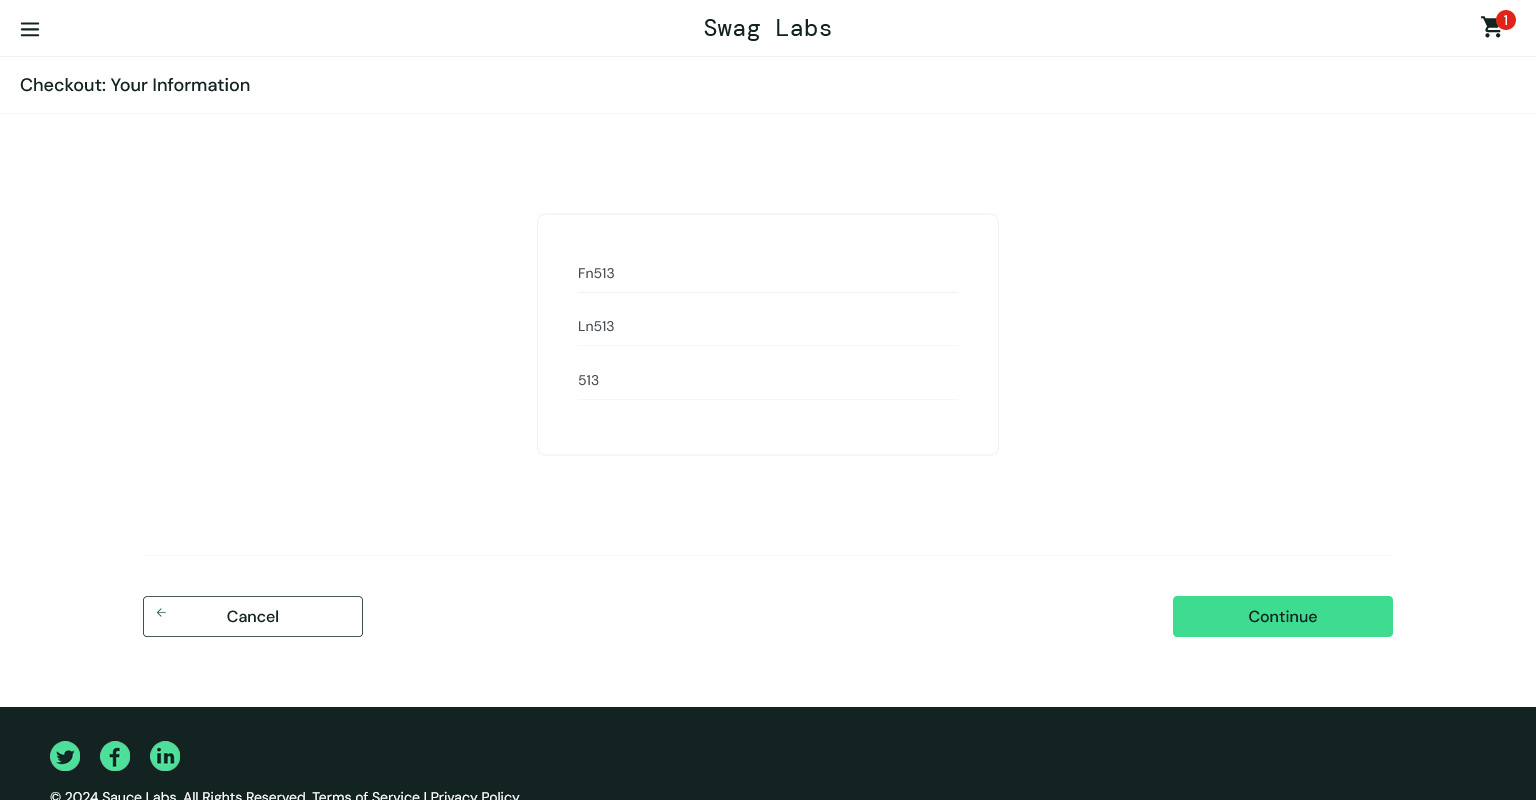 Swag Labs
1
Checkout: Your Information
Fn513
Ln513
513
Cancel
Continue
© 2024 Sauce Labs. All Rights Reserved. Terms of Service | Privacy Policy